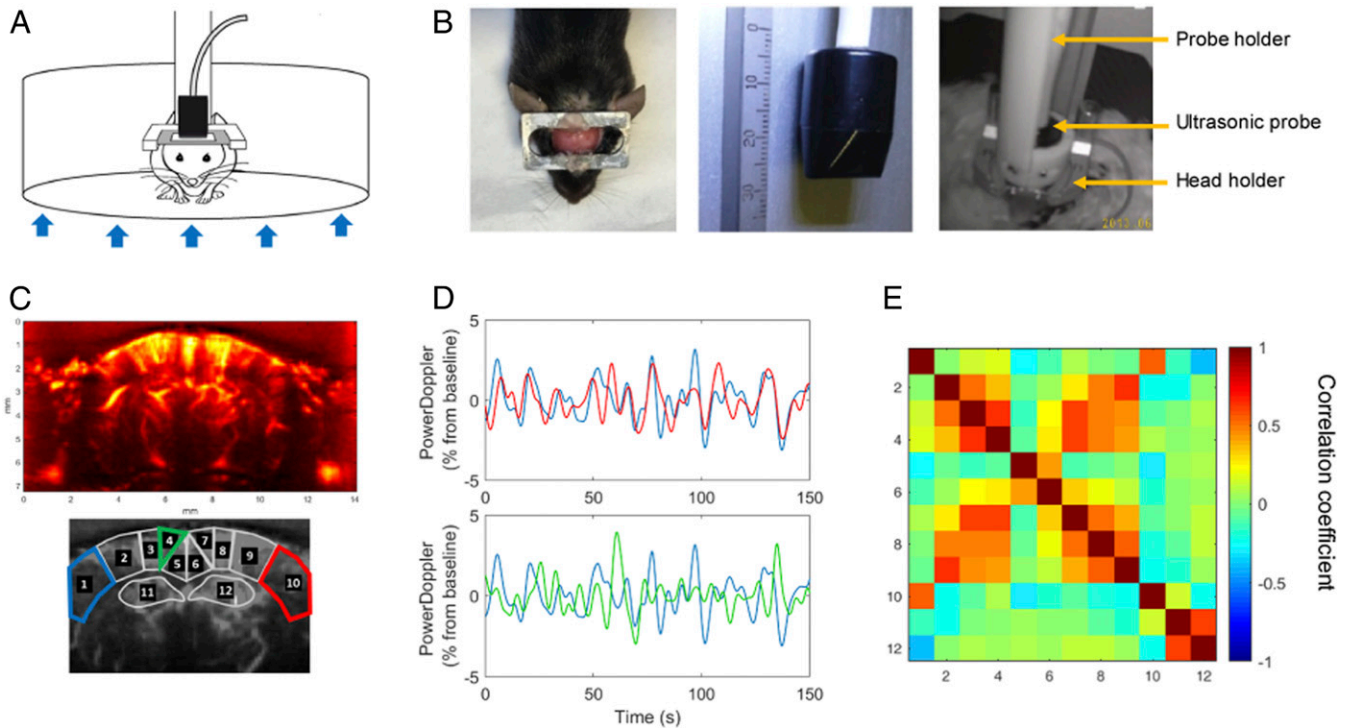 A
B
0
10
20
30
Probe holder
Ultrasonic probe
Head holder
2013.06
C
0
1
2
3
4
5
6
7
mm
0 2 4 6 8 10 12 14
mm
1 2 3 4 5 6 7 8 9 10
11 12
D
PowerDoppler
(% from baseline)
5
0
-5
0 50 100 150
PowerDoppler
(% from baseline)
5
0
-5
0 50 100 150
Time (s)
E
2
4
6
8
10
12
2 4 6 8 10 12
1
0.5
0
-0.5
-1
Correlation coefficient